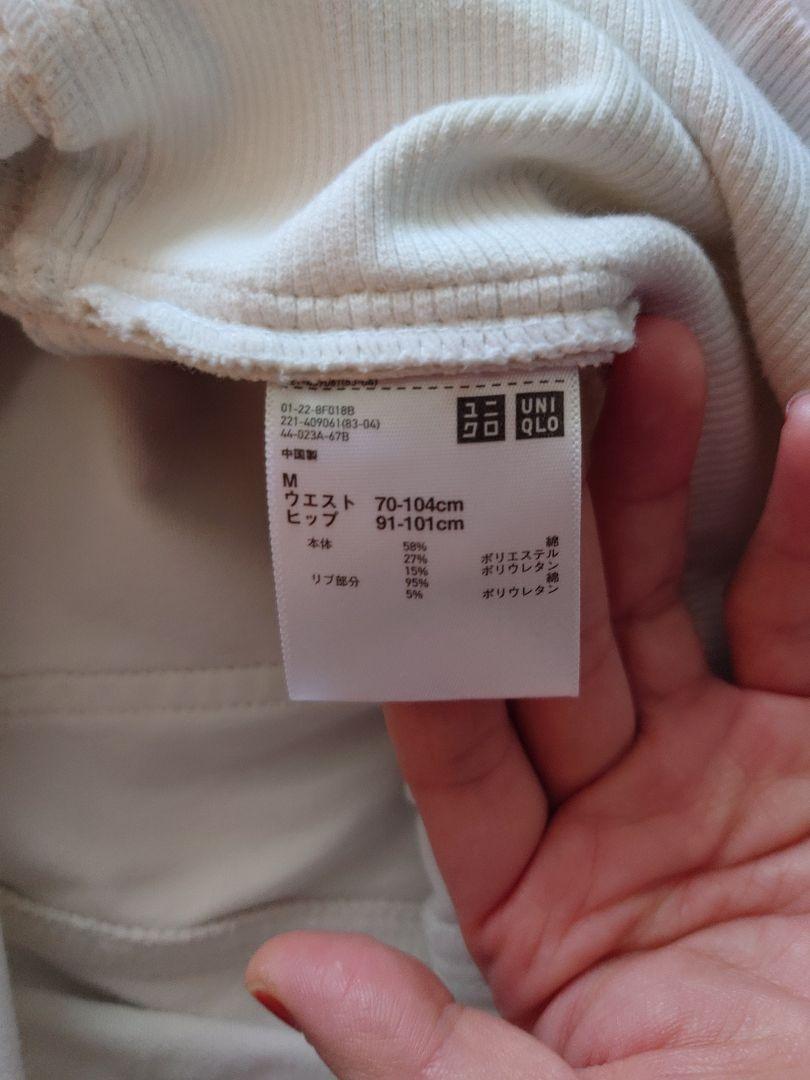 01-22-8F018B
221-409061(83-04)
44-023A-67B
ユニ
クロ
UNI
QLO
中国製
M
ウエスト 70-104cm
ヒップ 91-101cm
本体 58% 綿
27% ポリエステル
15% ポリウレタン
リブ部分 95% 綿
5% ポリウレタン